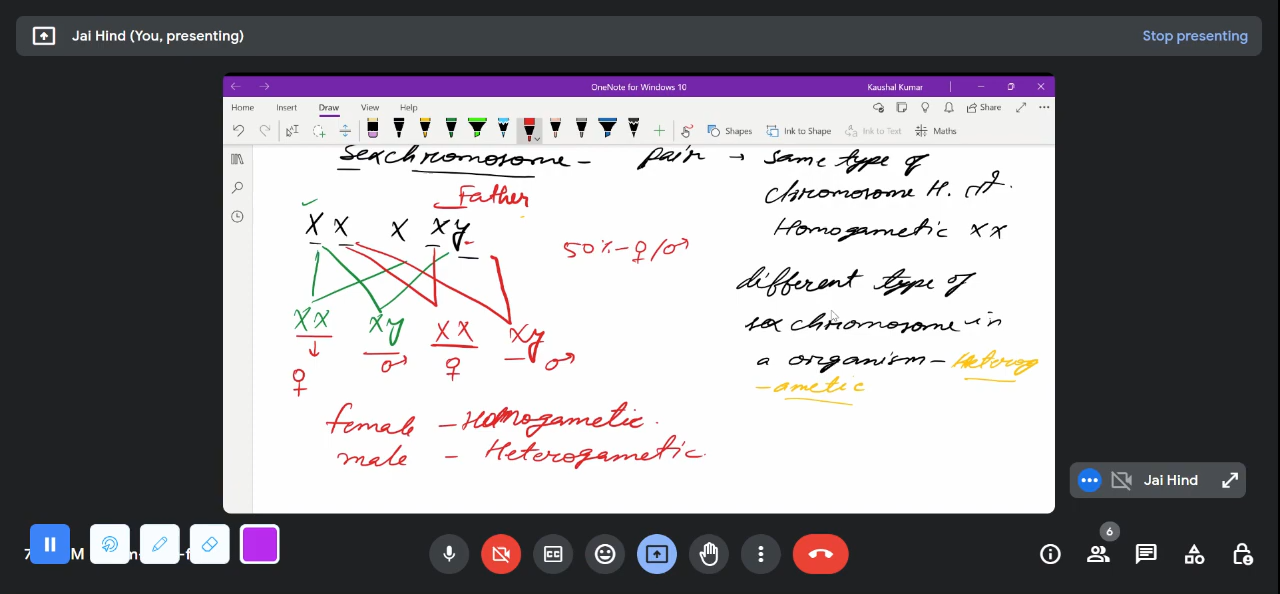 Jai Hind (You, presenting)
Stop presenting
OneNote for Windows 10
Kaushal Kumar
Home Insert Draw View Help
Share
Shapes Ink to Shape Ink to Text Maths
Sexchromosome - pair → same type of
chromosome H.
Homogametic XX
Father
X X X Xy
50% - ♀/♂
different type of
sex chromosome in
a organism - Heterog
-ametic
XX Xy XX Xy
♀ ♂ ♀ ♂
female - Homogametic.
male - Heterogametic.
Jai Hind
6